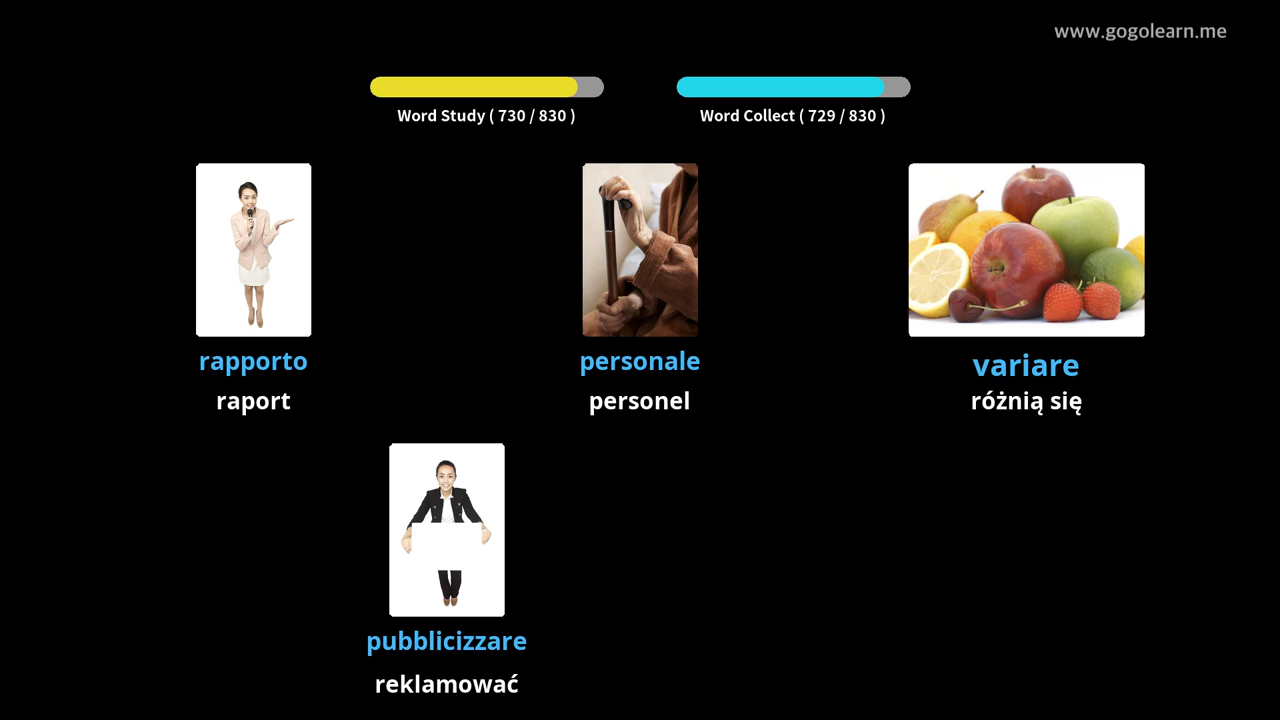 www.gogolearn.me
Word Study ( 730 / 830 )
Word Collect ( 729 / 830 )
rapporto
raport
personale
personel
variare
różnią się
pubblicizzare
reklamować